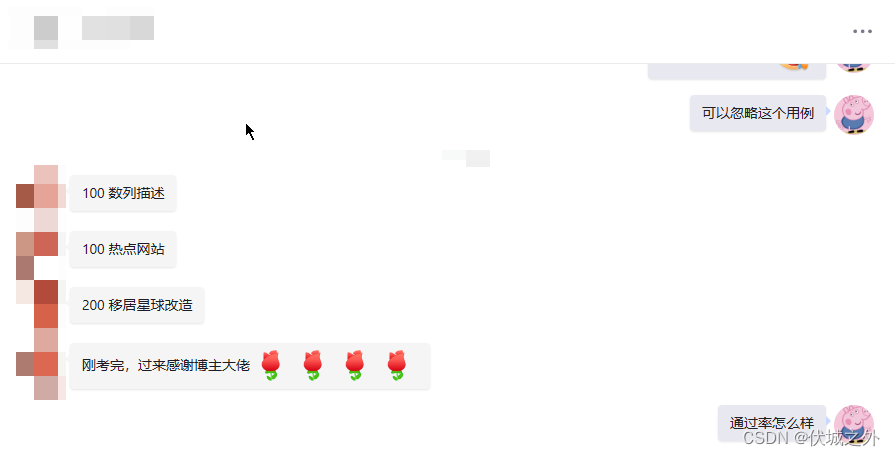 可以忽略这个用例
100 数列描述
100 热点网站
200 移居星球改造
刚考完，过来感谢博主大佬
通过率怎么样
CSDN @伏城之外